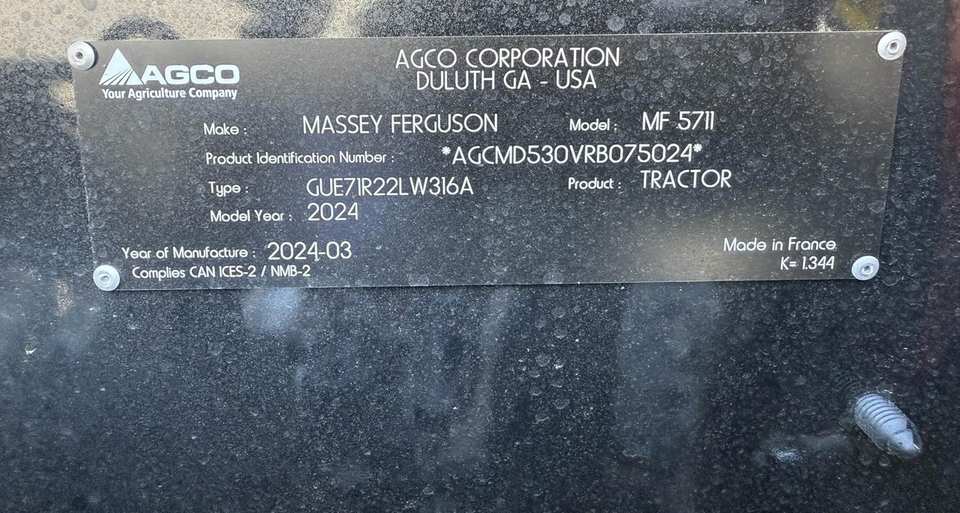 AGCO
Your Agriculture Company
AGCO CORPORATION
DULUTH GA - USA
Make : MASSEY FERGUSON Model : MF 5711
Product Identification Number : *AGCMD530VRB075024*
Type : GUE71R22LW316A Product : TRACTOR
Model Year : 2024
Year of Manufacture : 2024-03 Made in France
Complies CAN ICES-2 / NMB-2 K= 1.344